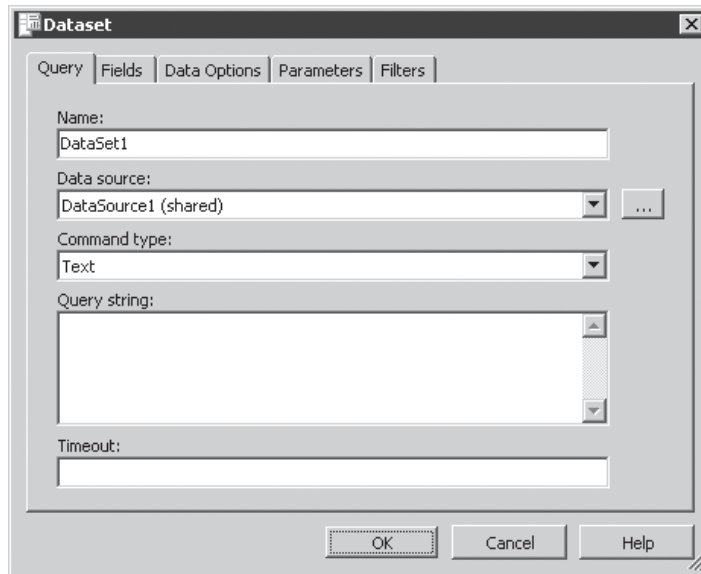 Dataset
Query Fields Data Options Parameters Filters
Name:
DataSet1
Data source:
DataSource1 (shared)
...
Command type:
Text
Query string:
Timeout:
OK Cancel Help